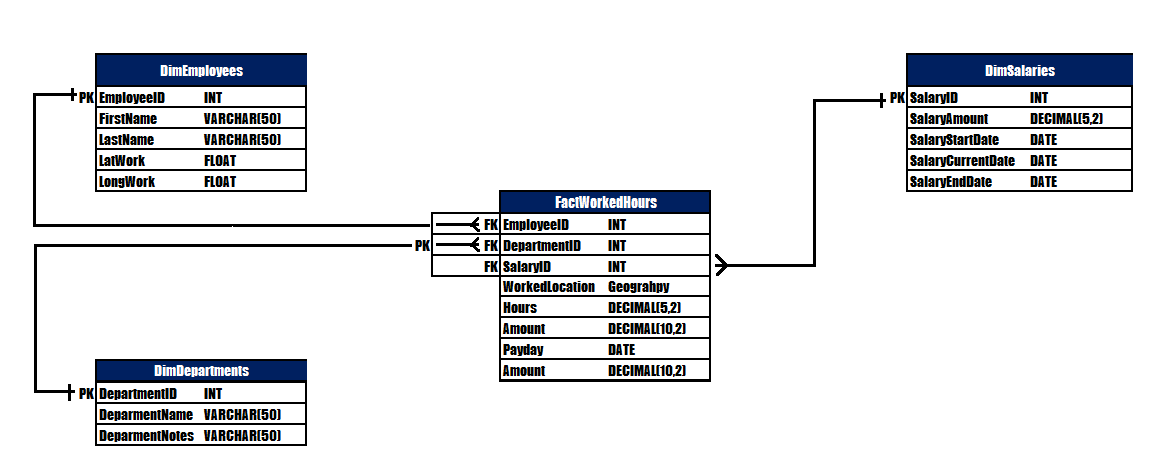 DimEmployees
PK EmployeeID INT
FirstName VARCHAR(50)
LastName VARCHAR(50)
LatWork FLOAT
LongWork FLOAT
DimSalaries
PK SalaryID INT
SalaryAmount DECIMAL(5,2)
SalaryStartDate DATE
SalaryCurrentDate DATE
SalaryEndDate DATE
FactWorkedHours
FK EmployeeID INT
PK FK DepartmentID INT
FK SalaryID INT
WorkedLocation Geograhpy
Hours DECIMAL(5,2)
Amount DECIMAL(10,2)
Payday DATE
Amount DECIMAL(10,2)
DimDepartments
PK DepartmentID INT
DeparmentName VARCHAR(50)
DeparmentNotes VARCHAR(50)